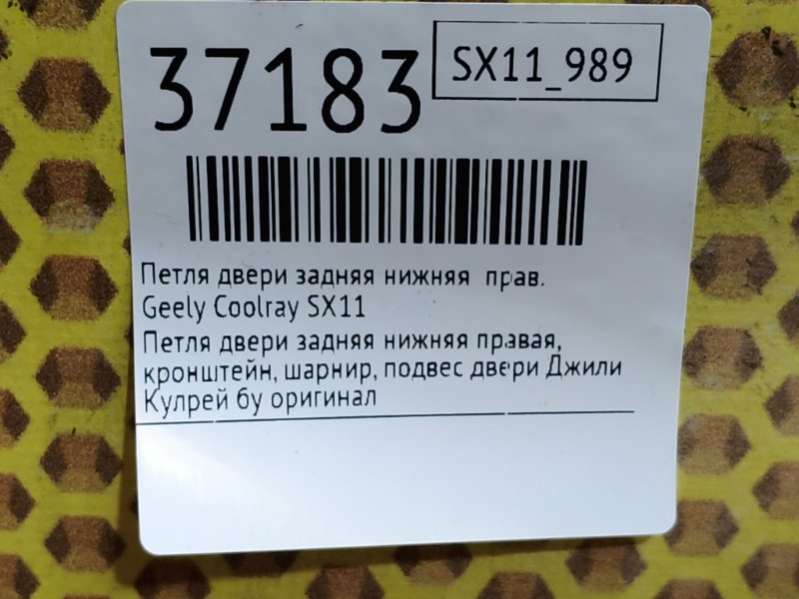 37183
SX11_989
Петля двери задняя нижняя прав.
Geely Coolray SX11
Петля двери задняя нижняя правая,
кронштейн, шарнир, подвес двери Джили
Кулрей бу оригинал